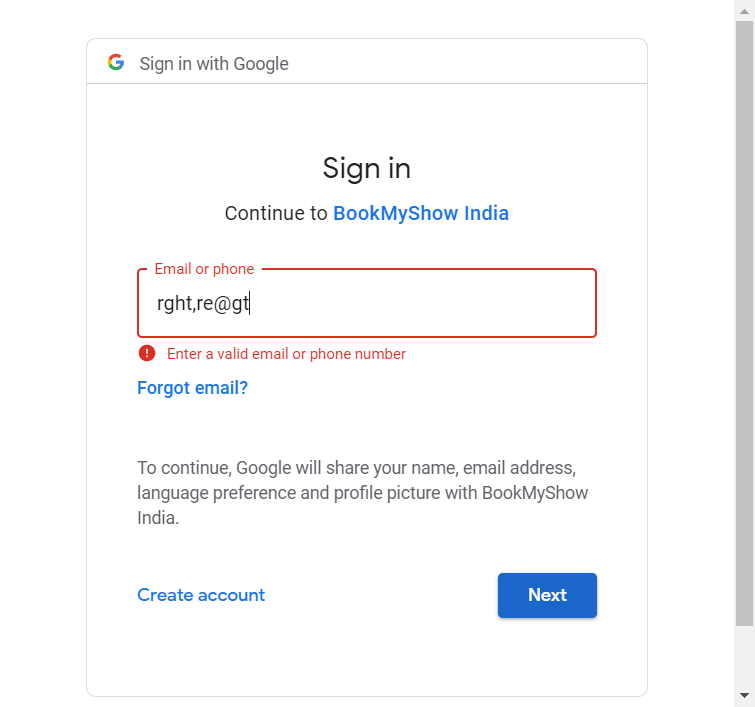 Sign in with Google
Sign in
Continue to BookMyShow India
Email or phone
rght,re@gt
Enter a valid email or phone number
Forgot email?
To continue, Google will share your name, email address,
language preference and profile picture with BookMyShow
India.
Create account
Next